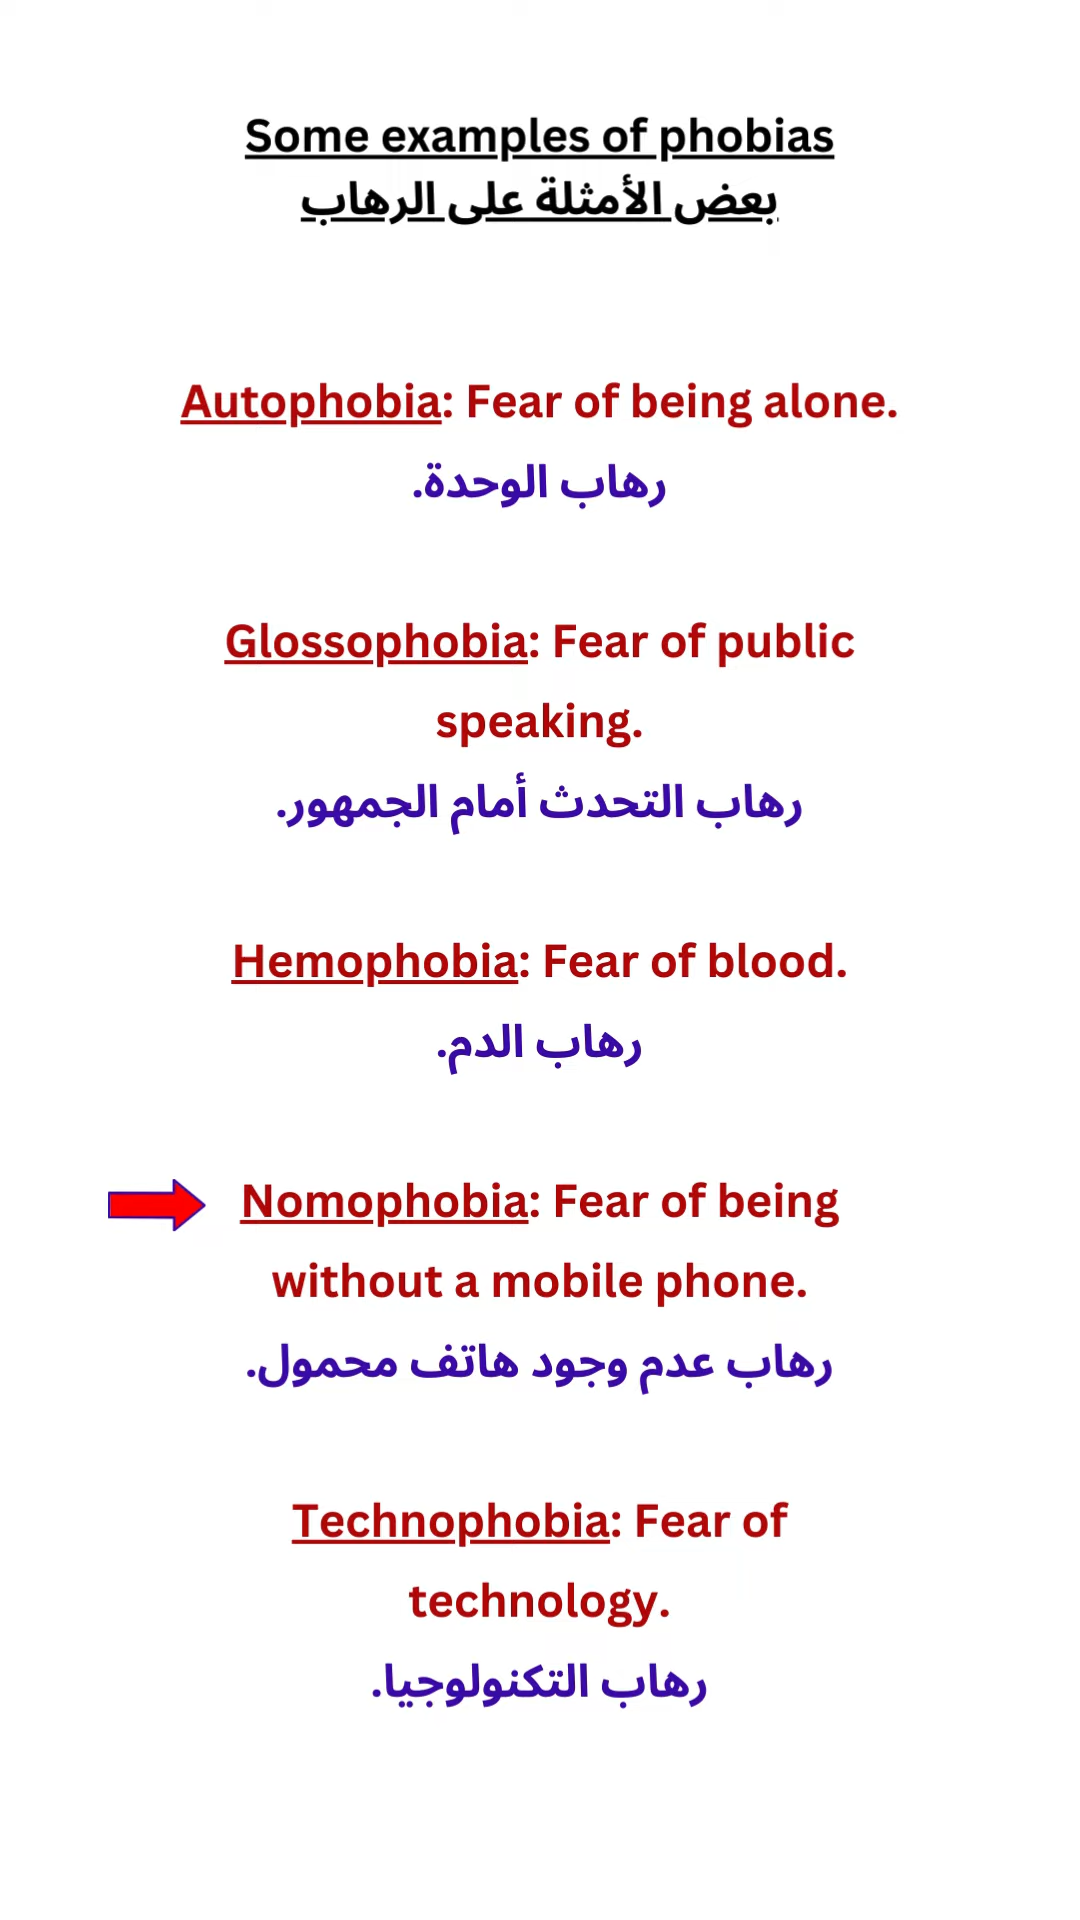 Some examples of phobias
بعض الأمثلة على الرهاب
Autophobia: Fear of being alone.
رهاب الوحدة.
Glossophobia: Fear of public
speaking.
رهاب التحدث أمام الجمهور.
Hemophobia: Fear of blood.
رهاب الدم.
Nomophobia: Fear of being
without a mobile phone.
رهاب عدم وجود هاتف محمول.
Technophobia: Fear of
technology.
رهاب التكنولوجيا.